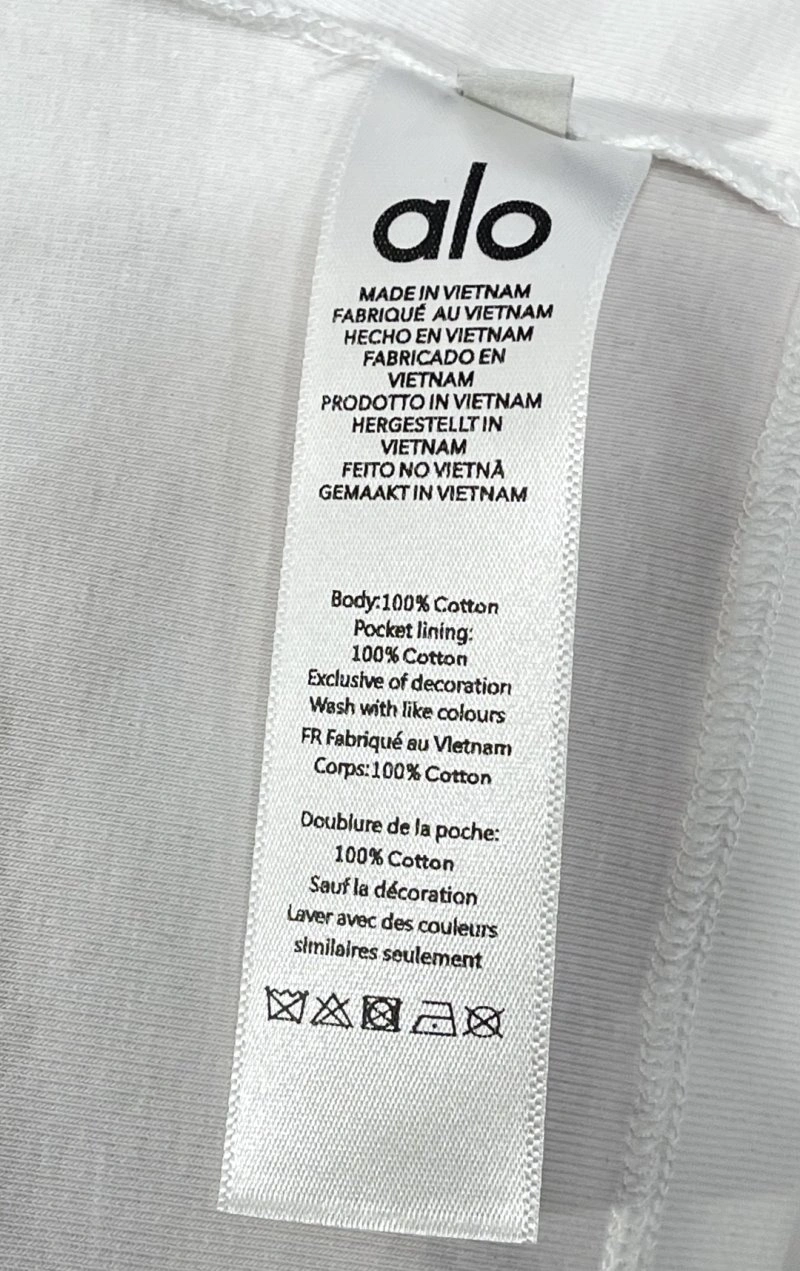 alo
MADE IN VIETNAM
FABRIQUÉ AU VIETNAM
HECHO EN VIETNAM
FABRICADO EN
VIETNAM
PRODOTTO IN VIETNAM
HERGESTELLT IN
VIETNAM
FEITO NO VIETNÃ
GEMAAKT IN VIETNAM
Body:100% Cotton
Pocket lining:
100% Cotton
Exclusive of decoration
Wash with like colours
FR Fabriqué au Vietnam
Corps:100% Cotton
Doublure de la poche:
100% Cotton
Sauf la décoration
Laver avec des couleurs
similaires seulement